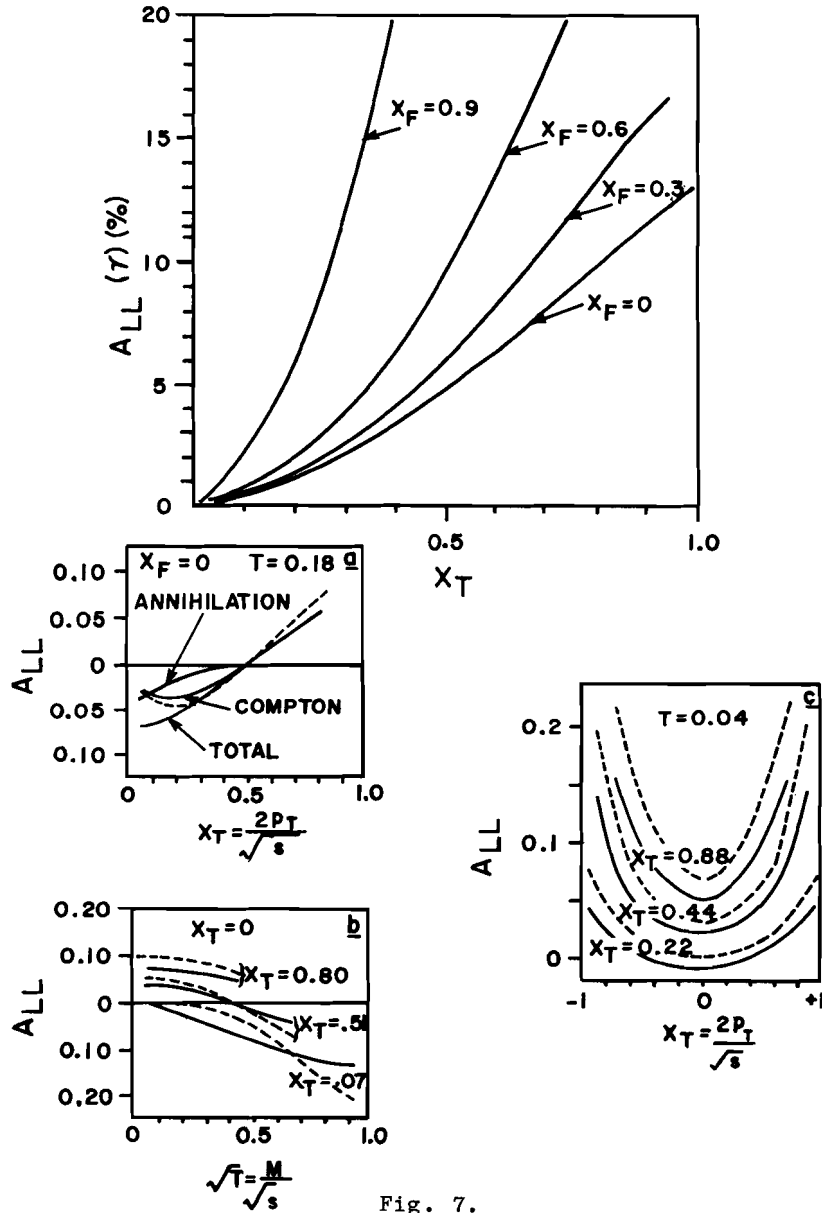 20
15
10
5
0
A_LL (γ) (%)
X_F=0.9
X_F=0.6
X_F=0.3
X_F=0
0.5
1.0
X_T
X_F=0 T=0.18 a
ANNIHILATION
COMPTON
TOTAL
0.10
0.05
0
0.05
0.10
A_LL
0
0.5
1.0
X_T = 2P_T/√s
X_T=0 b
0.20
0.10
0.00
0.10
0.20
A_LL
X_T=0.80
X_T=.51
X_T=.07
0
0.5
1.0
√T = M/√s
c
T=0.04
0.2
0.1
0
A_LL
X_T=0.88
X_T=0.44
X_T=0.22
-1
0
+1
X_T = 2P_T/√s
Fig. 7.